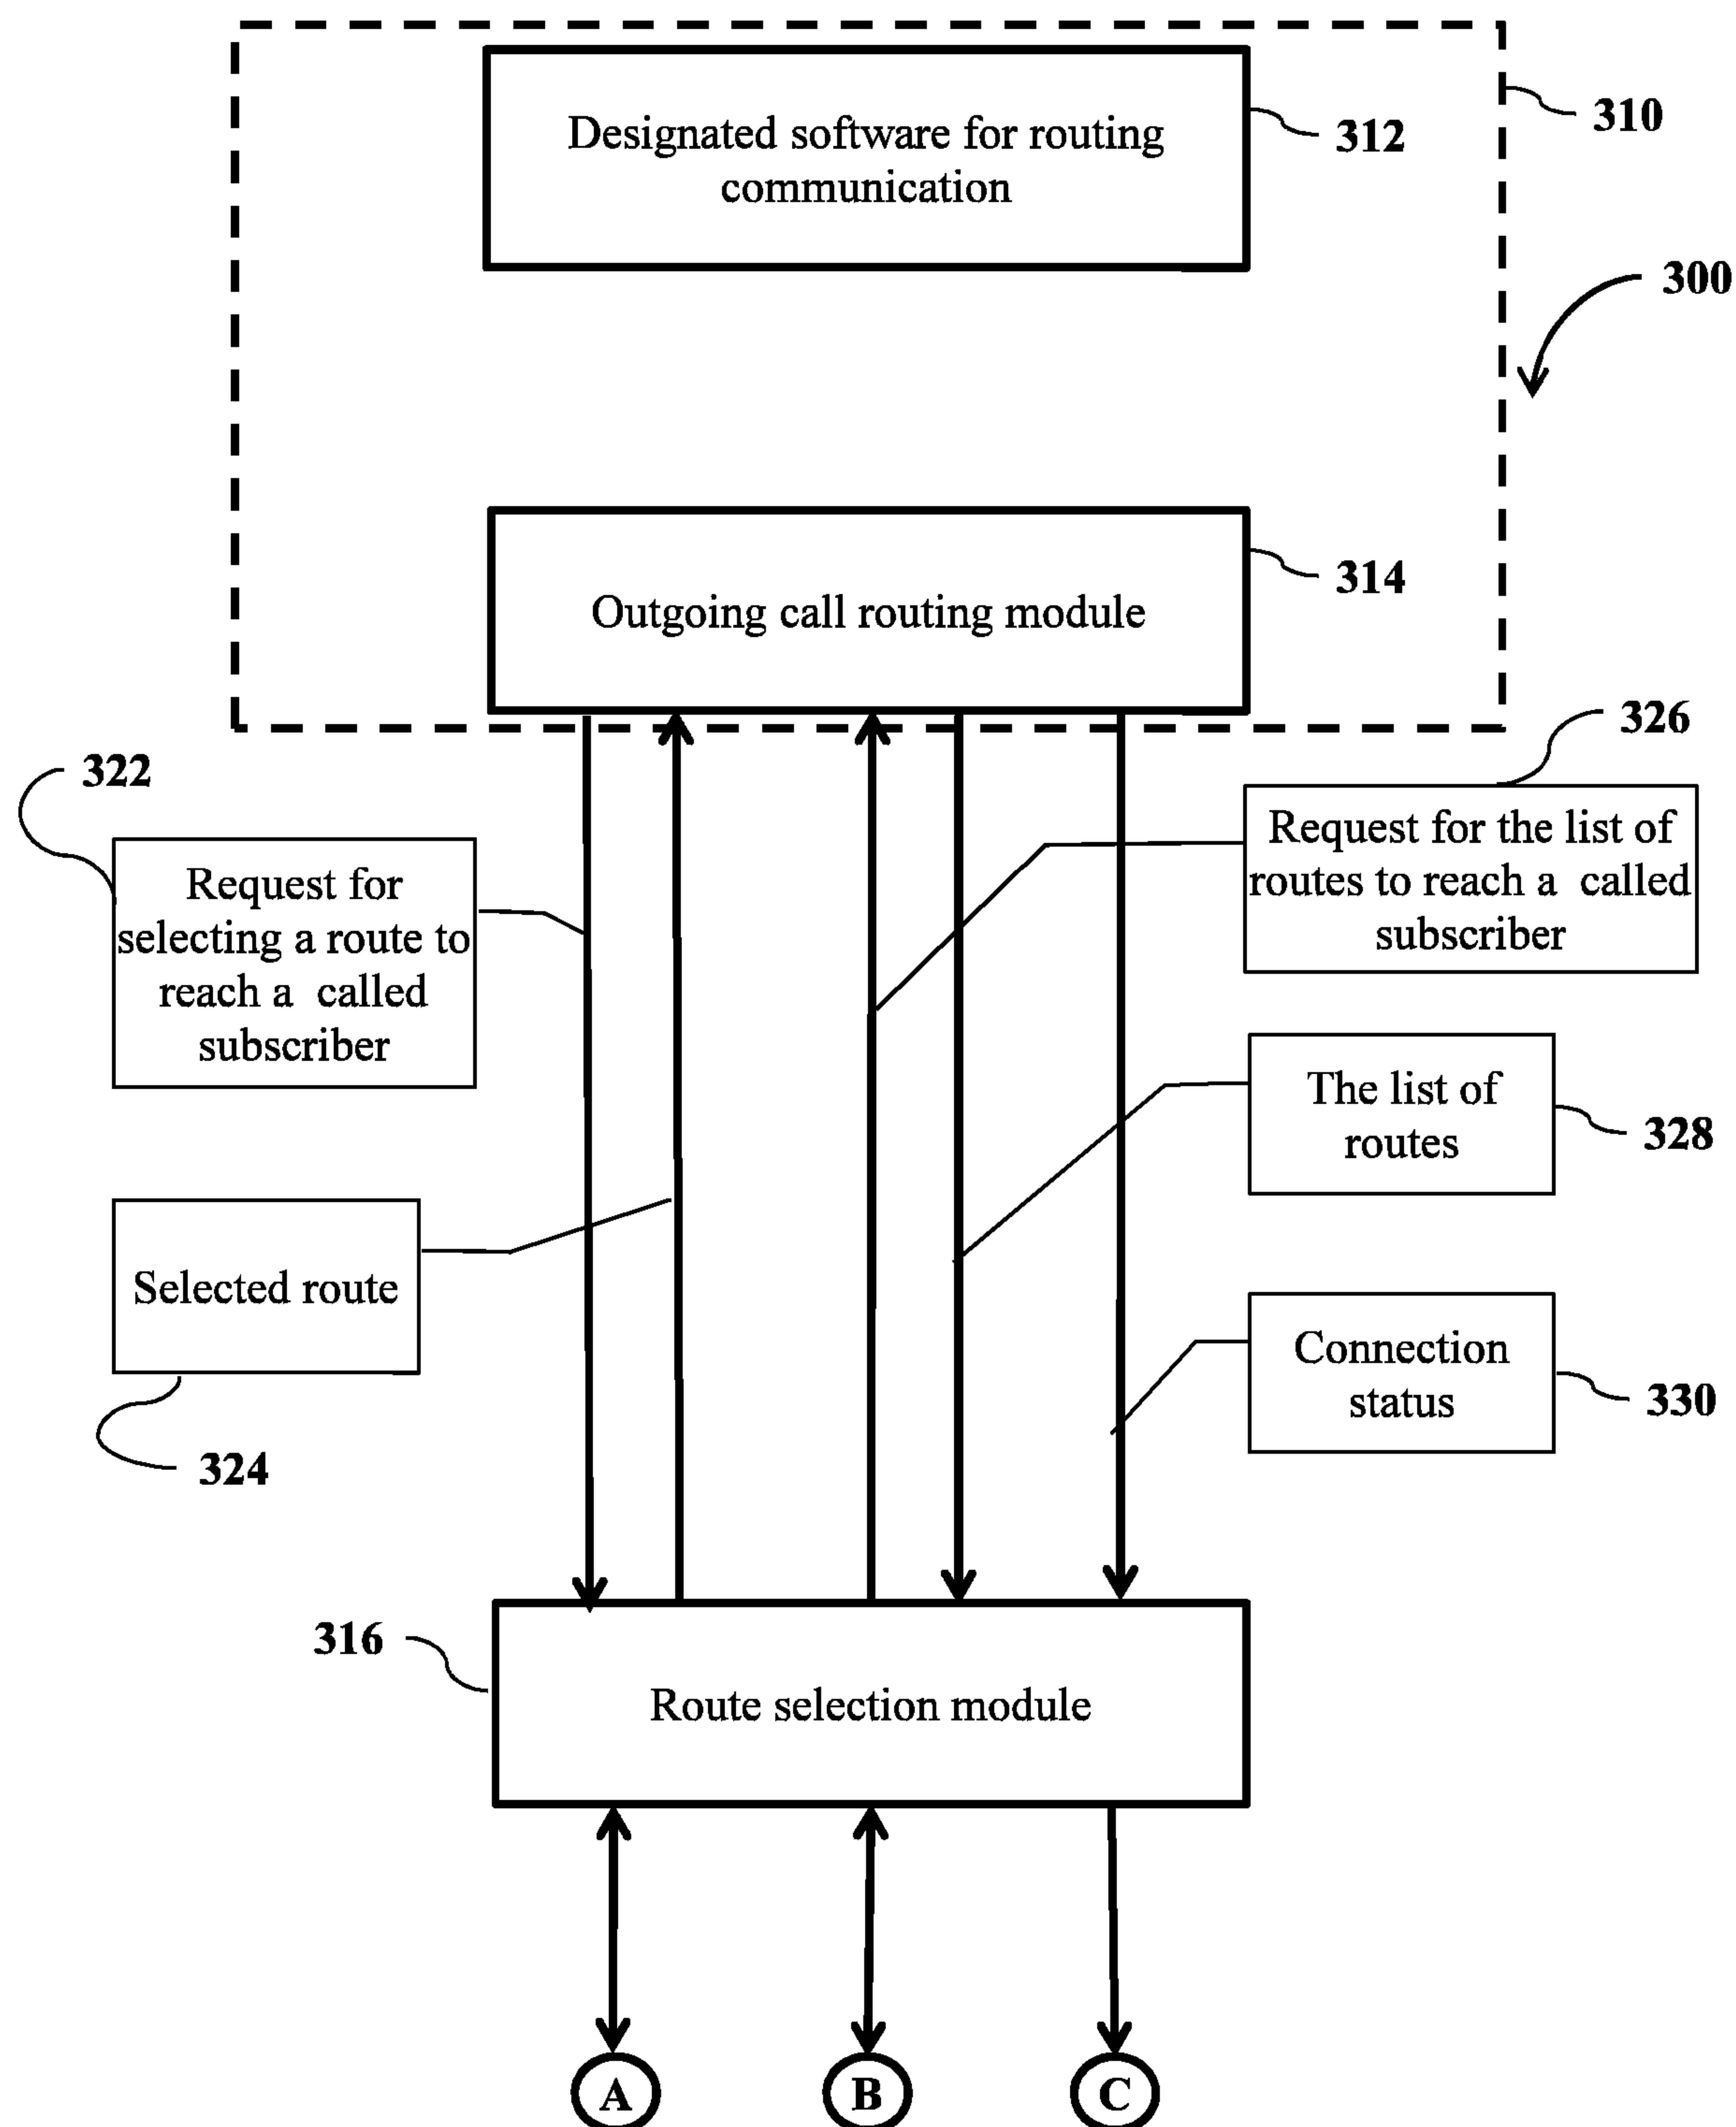 310
Designated software for routing
communication
312
300
Outgoing call routing module
314
326
322
Request for the list of
routes to reach a called
subscriber
Request for
selecting a route to
reach a called
subscriber
The list of
routes
328
Selected route
324
Connection
status
330
316
Route selection module
A
B
C